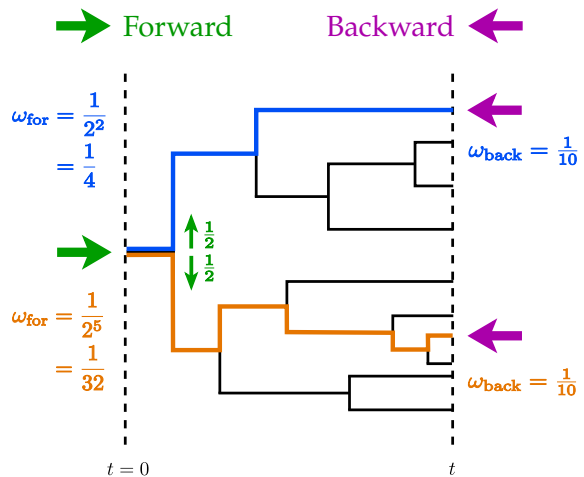 Forward Backward
ω_for = 1/2^2
= 1/4
ω_back = 1/10
1/2
1/2
ω_for = 1/2^5
= 1/32
ω_back = 1/10
t = 0 t